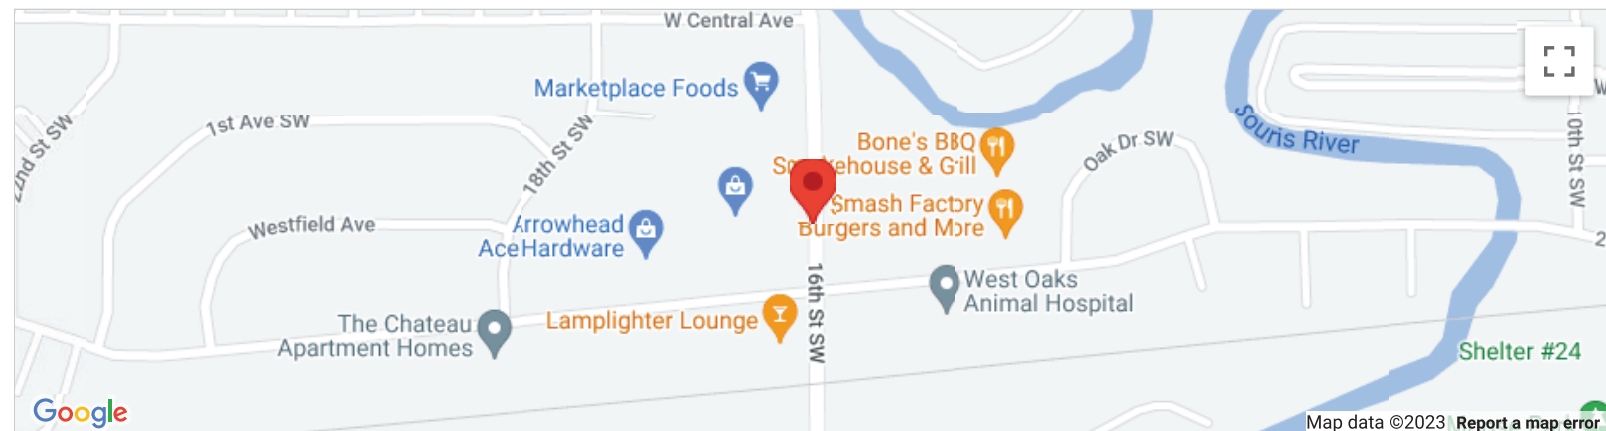 W Central Ave
Marketplace Foods
1st Ave SW
22nd St SW
18th St SW
Bone's BBQ
Smokehouse & Grill
Oak Dr SW
Souris River
10th St SW
Smash Factory
Burgers and More
Westfield Ave
Arrowhead
AceHardware
16th St SW
West Oaks
Animal Hospital
Lamplighter Lounge
The Chateau
Apartment Homes
Shelter #24
Google
Map data ©2023
Report a map error